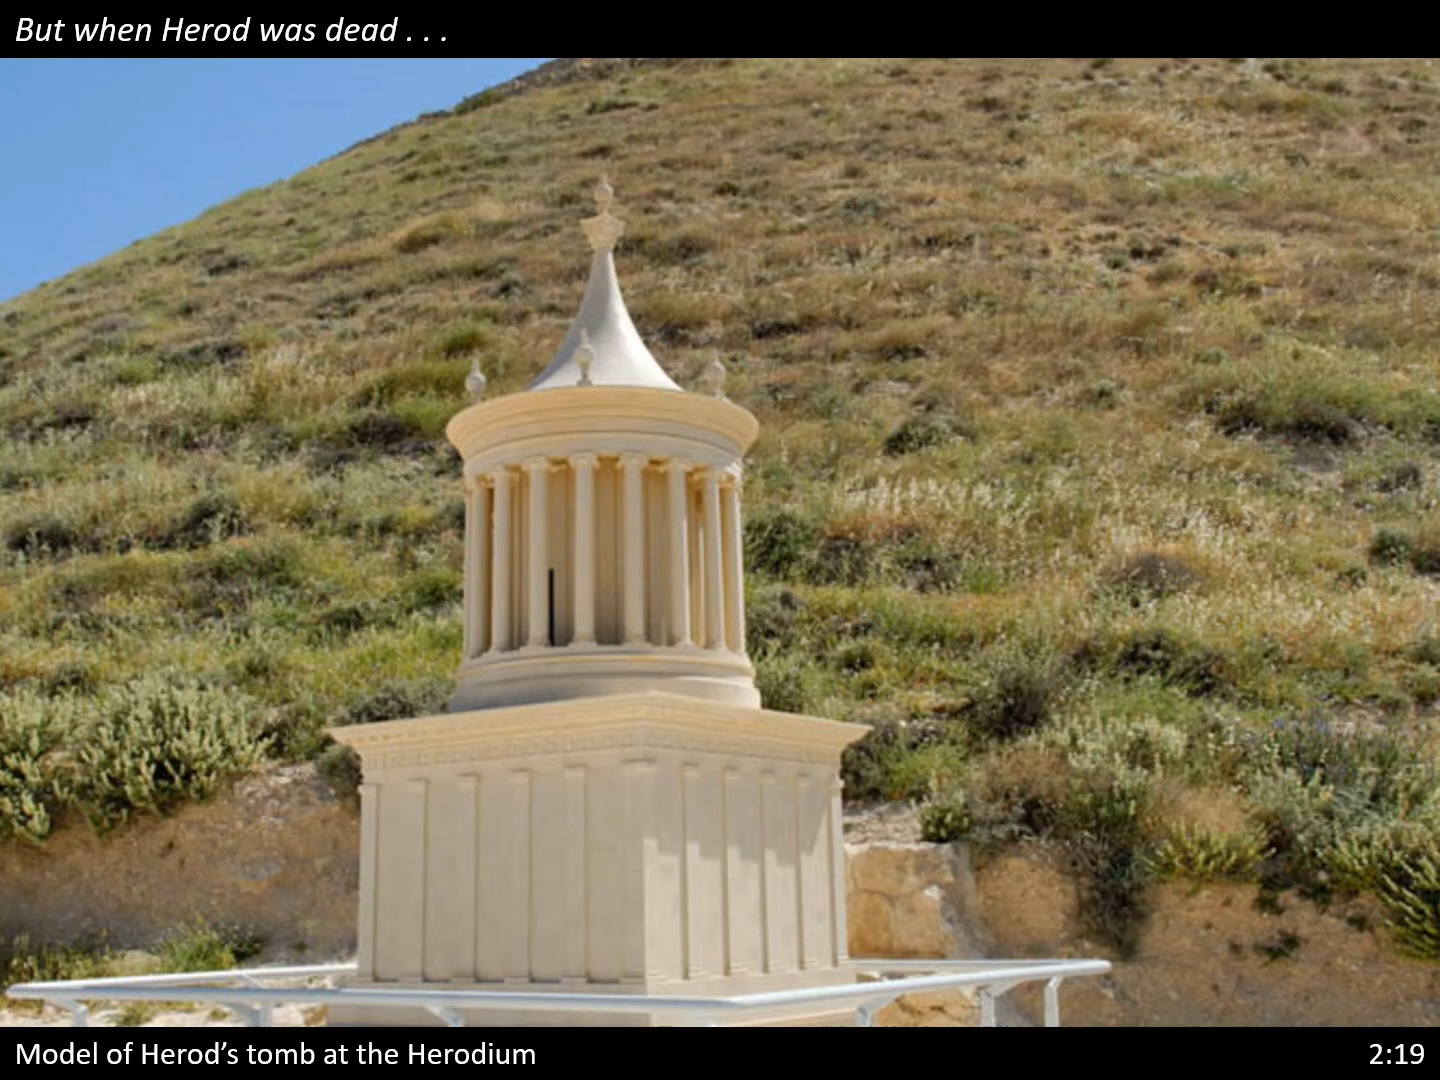 But when Herod was dead . . .
Model of Herod’s tomb at the Herodium
2:19